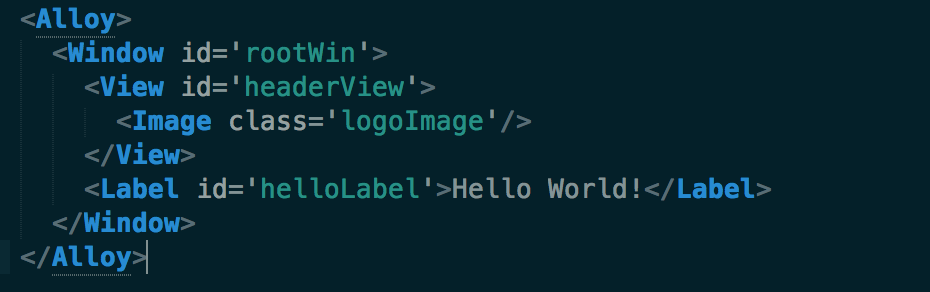 <Alloy>
<Window id='rootWin'>
<View id='headerView'>
<Image class='logoImage'/>
</View>
<Label id='helloLabel'>Hello World!</Label>
</Window>
</Alloy>